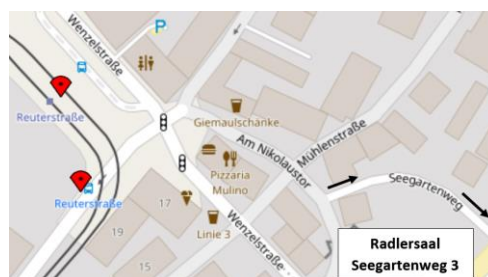 Wenzelstraße
P
Reuterstraße
Giemaulschänke
Am Nikolaustor
Mühlenstraße
Pizzaria
Mulino
Seegartenweg
Reuterstraße
17
Linie 3
Wenzelstraße
19
15
Radlersaal
Seegartenweg 3